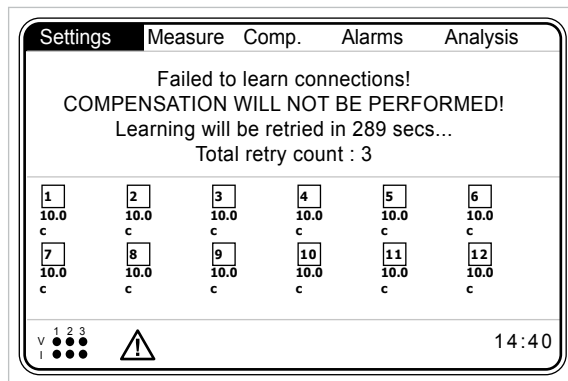 Settings Measure Comp. Alarms Analysis
Failed to learn connections!
COMPENSATION WILL NOT BE PERFORMED!
Learning will be retried in 289 secs...
Total retry count : 3
1 2 3 4 5 6
10.0 10.0 10.0 10.0 10.0 10.0
c c c c c c
7 8 9 10 11 12
10.0 10.0 10.0 10.0 10.0 10.0
c c c c c c
1 2 3
V
I
14:40